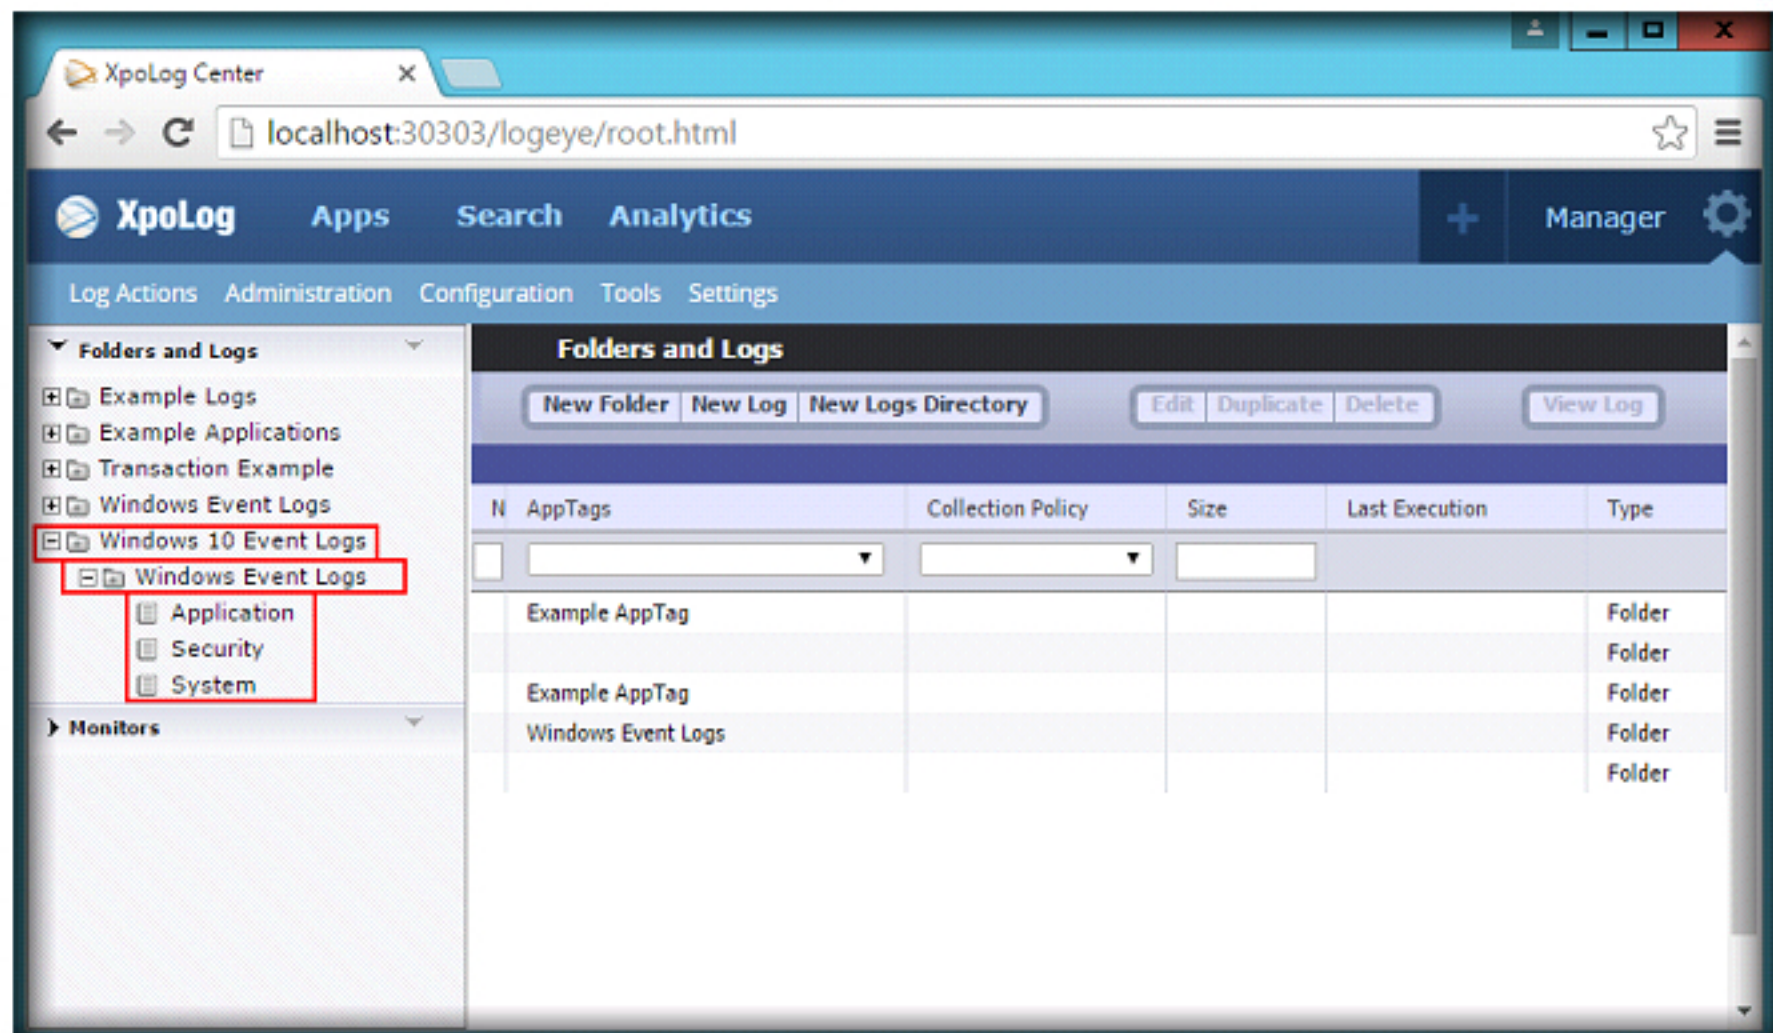 XpoLog Center
localhost:30303/logeye/root.html
XpoLog Apps Search Analytics Manager
Log Actions Administration Configuration Tools Settings
Folders and Logs
Example Logs
Example Applications
Transaction Example
Windows Event Logs
Windows 10 Event Logs
Windows Event Logs
Application
Security
System
Monitors
Folders and Logs
New Folder New Log New Logs Directory Edit Duplicate Delete View Log
N AppTags Collection Policy Size Last Execution Type
Example AppTag Folder
Folder
Example AppTag Folder
Windows Event Logs Folder
Folder